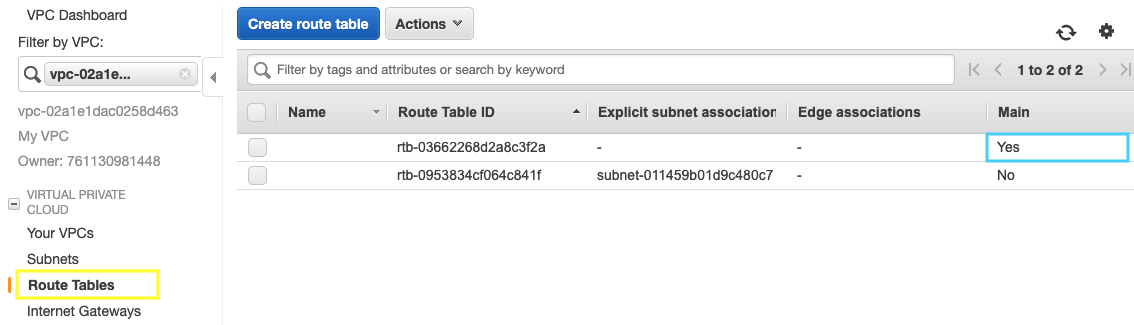 VPC Dashboard
Filter by VPC:
vpc-02a1e...
vpc-02a1e1dac0258d463
My VPC
Owner: 761130981448
VIRTUAL PRIVATE
CLOUD
Your VPCs
Subnets
Route Tables
Internet Gateways
Create route table Actions
Filter by tags and attributes or search by keyword 1 to 2 of 2
Name Route Table ID Explicit subnet association Edge associations Main
rtb-03662268d2a8c3f2a - - Yes
rtb-0953834cf064c841f subnet-011459b01d9c480c7 - No